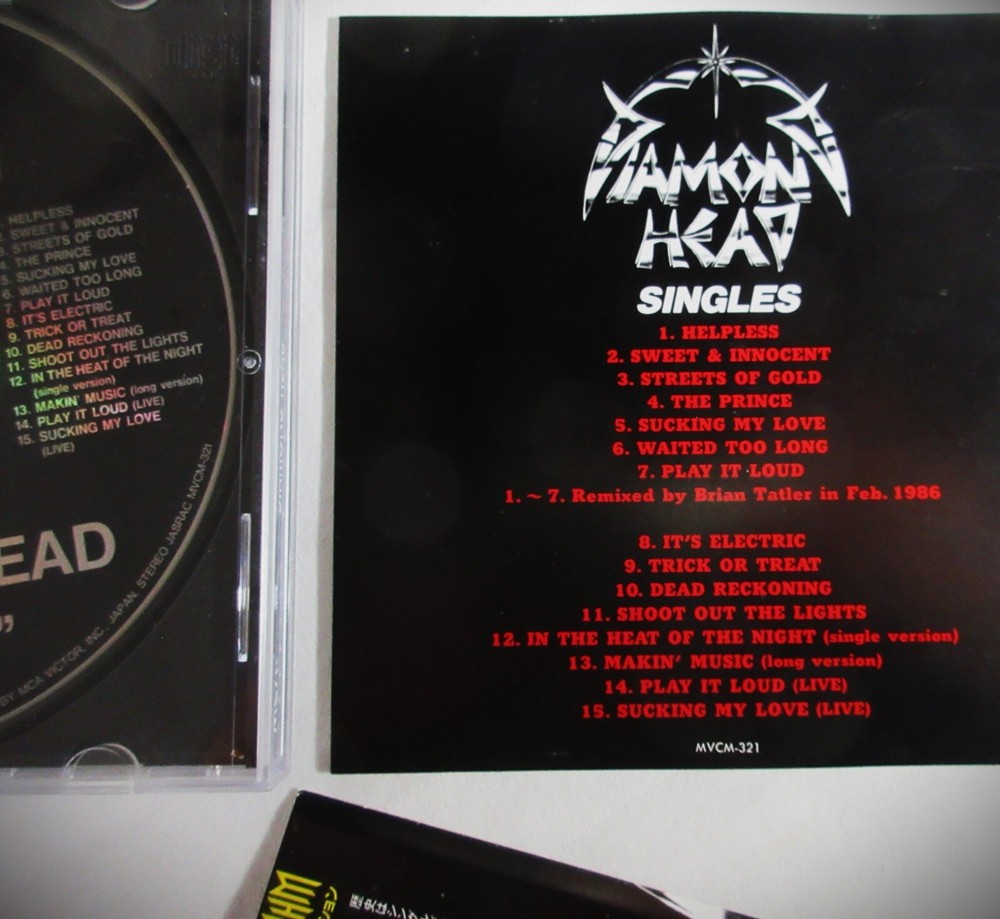 HELPLESS
SWEET & INNOCENT
3. STREETS OF GOLD
4. THE PRINCE
5. SUCKING MY LOVE
6. WAITED TOO LONG
7. PLAY IT LOUD
8. IT'S ELECTRIC
9. TRICK OR TREAT
10. DEAD RECKONING
11. SHOOT OUT THE LIGHTS
12. IN THE HEAT OF THE NIGHT
(single version)
13. MAKIN' MUSIC (long version)
14. PLAY IT LOUD (LIVE)
15. SUCKING MY LOVE
(LIVE)
EAD
”
BY MCA VICTOR, INC., JAPAN STEREO JASRAC MVCM-321
DIAMOND
HEAD
SINGLES
1. HELPLESS
2. SWEET & INNOCENT
3. STREETS OF GOLD
4. THE PRINCE
5. SUCKING MY LOVE
6. WAITED TOO LONG
7. PLAY IT LOUD
1. ~ 7. Remixed by Brian Tatler in Feb. 1986
8. IT'S ELECTRIC
9. TRICK OR TREAT
10. DEAD RECKONING
11. SHOOT OUT THE LIGHTS
12. IN THE HEAT OF THE NIGHT (single version)
13. MAKIN' MUSIC (long version)
14. PLAY IT LOUD (LIVE)
15. SUCKING MY LOVE (LIVE)
MVCM-321